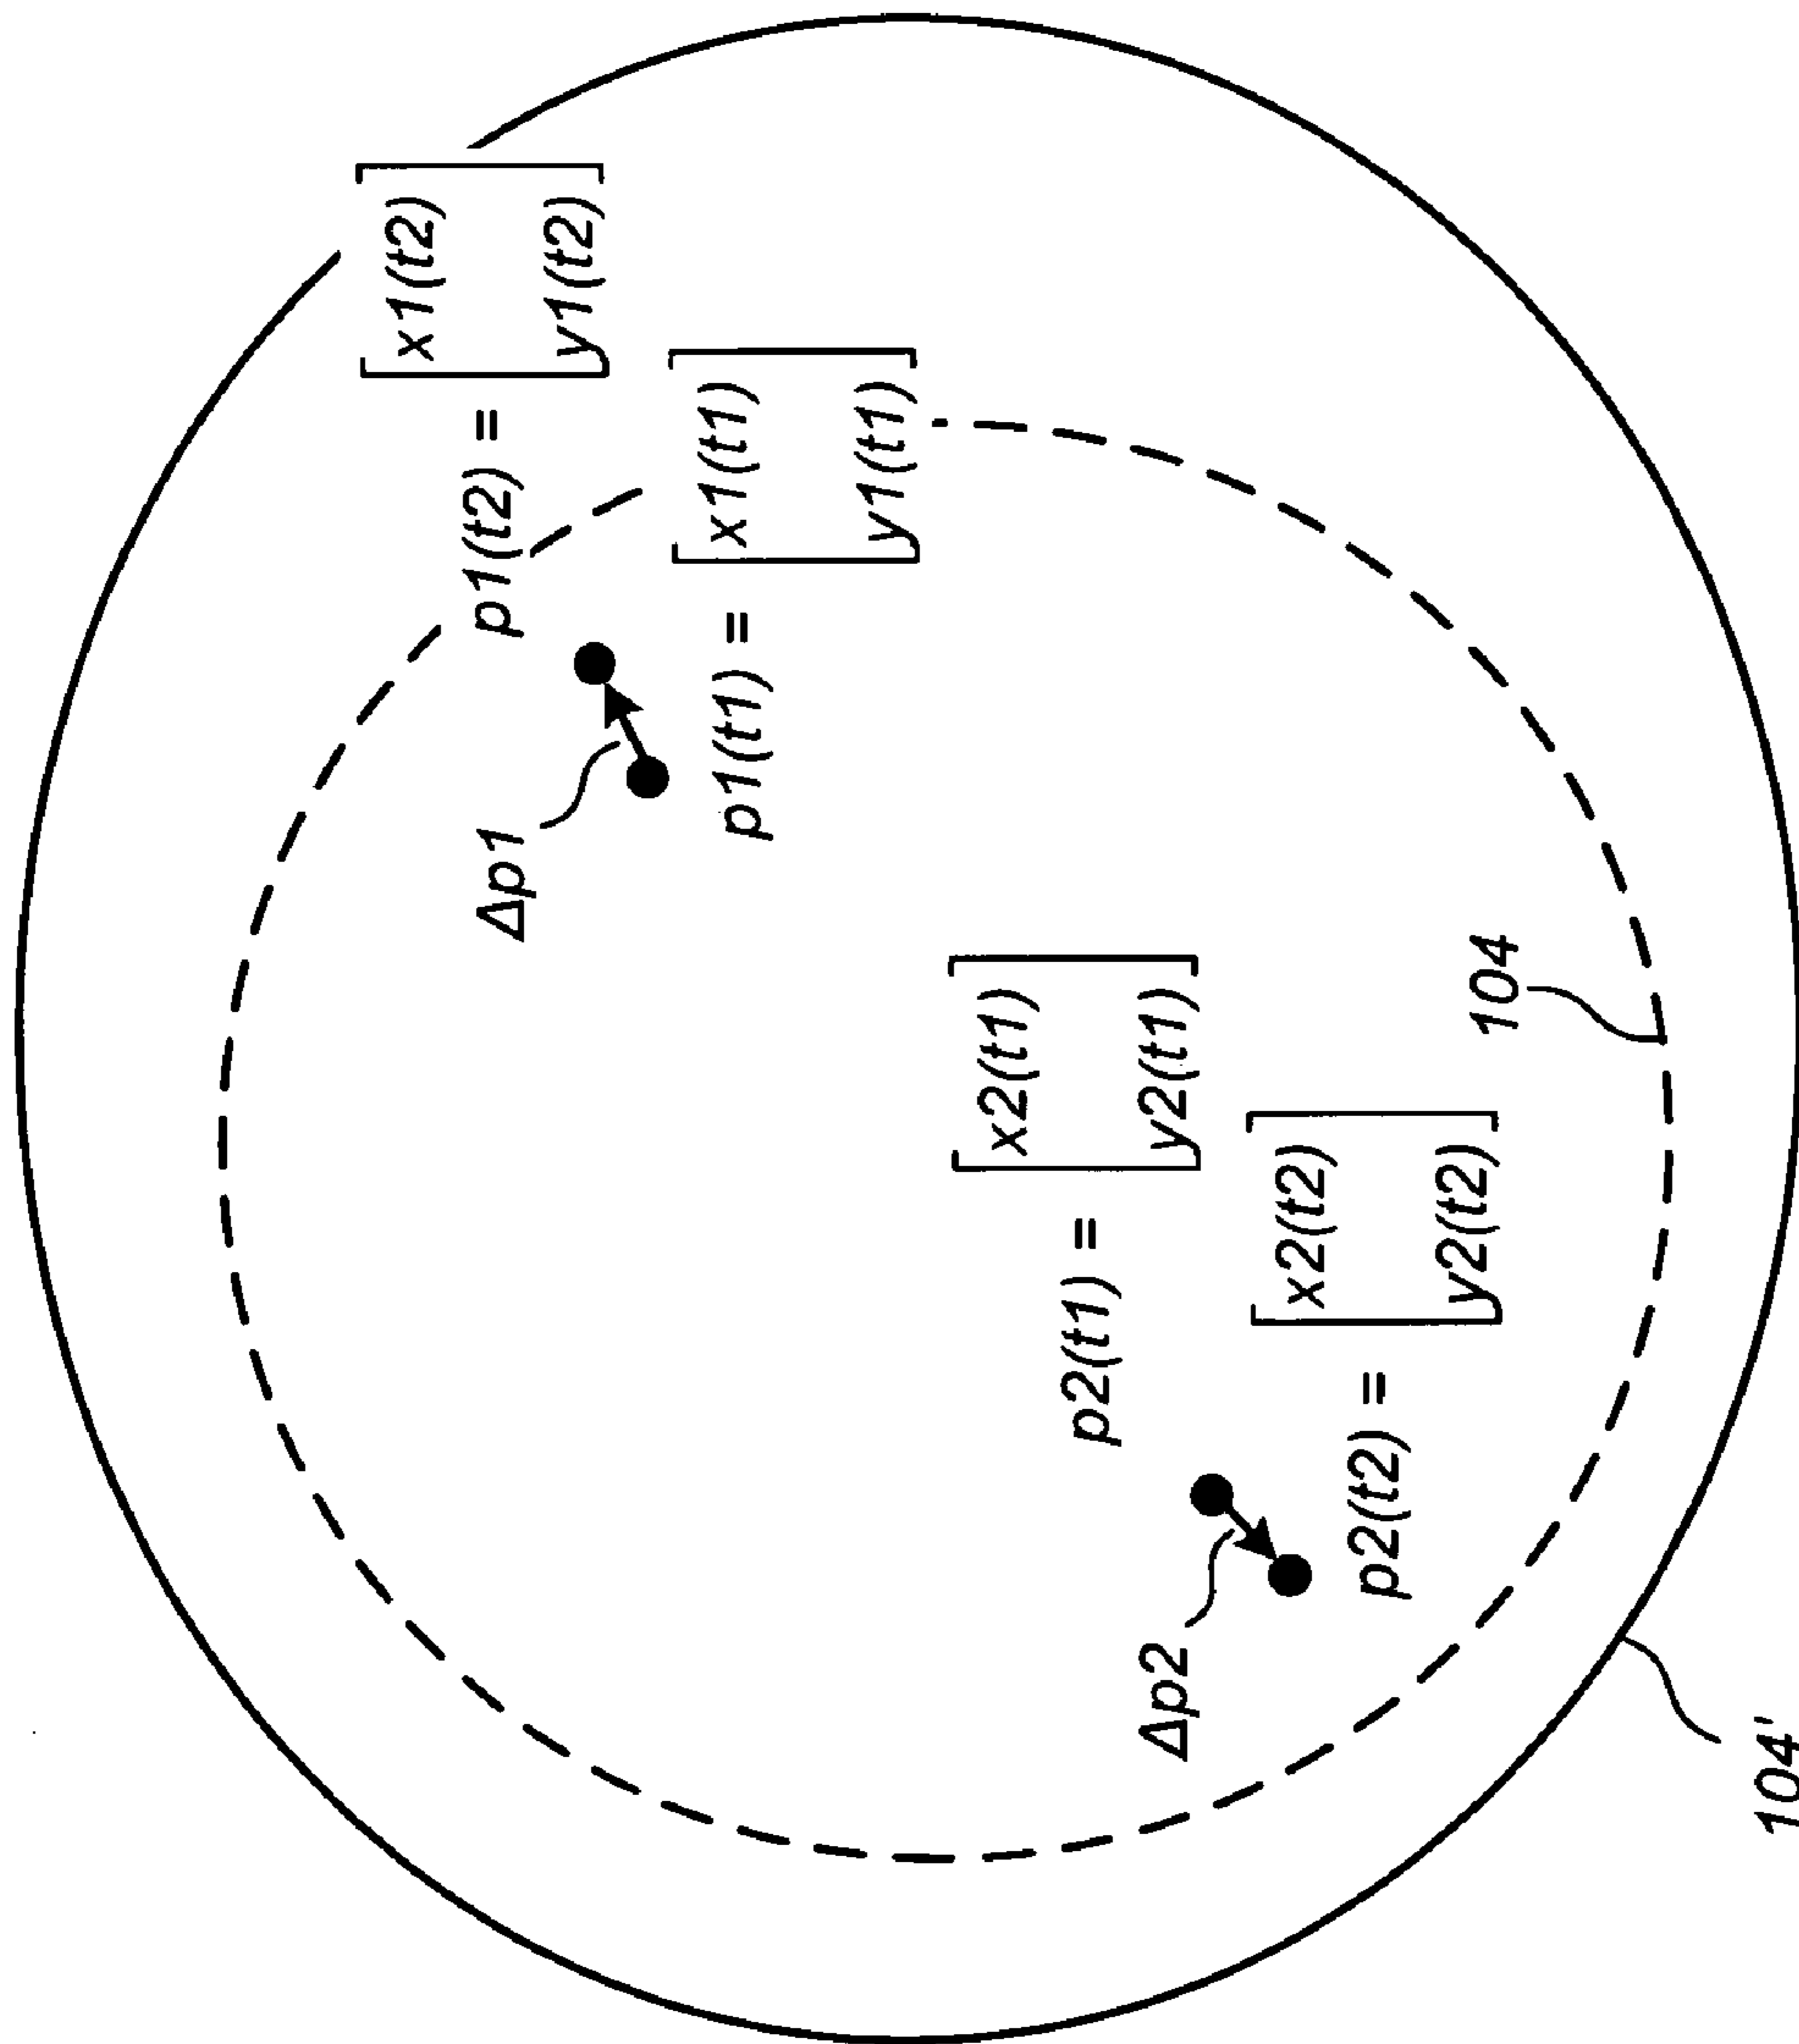 p1(t2) = [ x1(t2)
y1(t2) ]
Δp1
p1(t1) = [ x1(t1)
y1(t1) ]
p2(t1) = [ x2(t1)
y2(t1) ]
Δp2
p2(t2) = [ x2(t2)
y2(t2) ]
104
104'